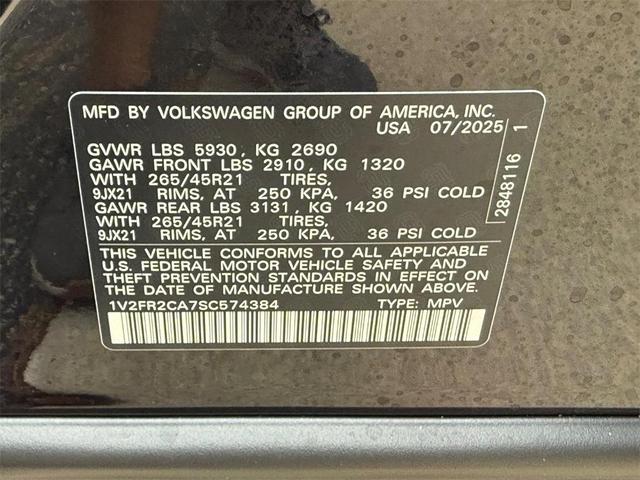 MFD BY VOLKSWAGEN GROUP OF AMERICA, INC.
USA 07/2025
GVWR LBS 5930, KG 2690
GAWR FRONT LBS 2910, KG 1320
WITH 265/45R21 TIRES,
9JX21 RIMS, AT 250 KPA, 36 PSI COLD
GAWR REAR LBS 3131, KG 1420
WITH 265/45R21 TIRES,
9JX21 RIMS, AT 250 KPA, 36 PSI COLD
THIS VEHICLE CONFORMS TO ALL APPLICABLE
U.S. FEDERAL MOTOR VEHICLE SAFETY AND
THEFT PREVENTION STANDARDS IN EFFECT ON
THE DATE OF MANUFACTURE SHOWN ABOVE.
1V2FR2CA7SC574384 TYPE: MPV
2848116 1